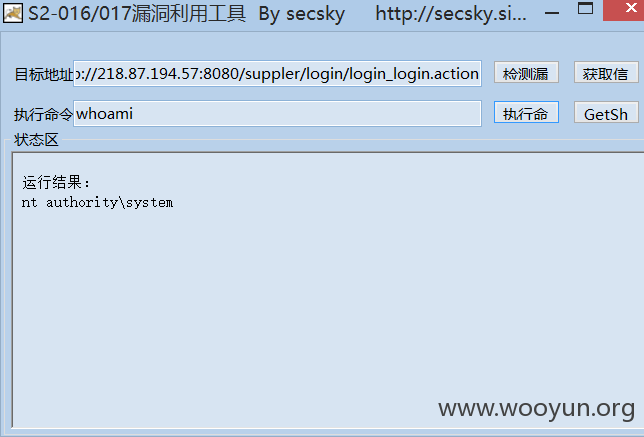 S2-016/017漏洞利用工具 By secsky http://secsky.si...
目标地址 p://218.87.194.57:8080/suppler/login/login_login.action 检测漏 获取信
执行命令 whoami 执行命 GetSh
状态区
运行结果：
nt authority\system
www.wooyun.org